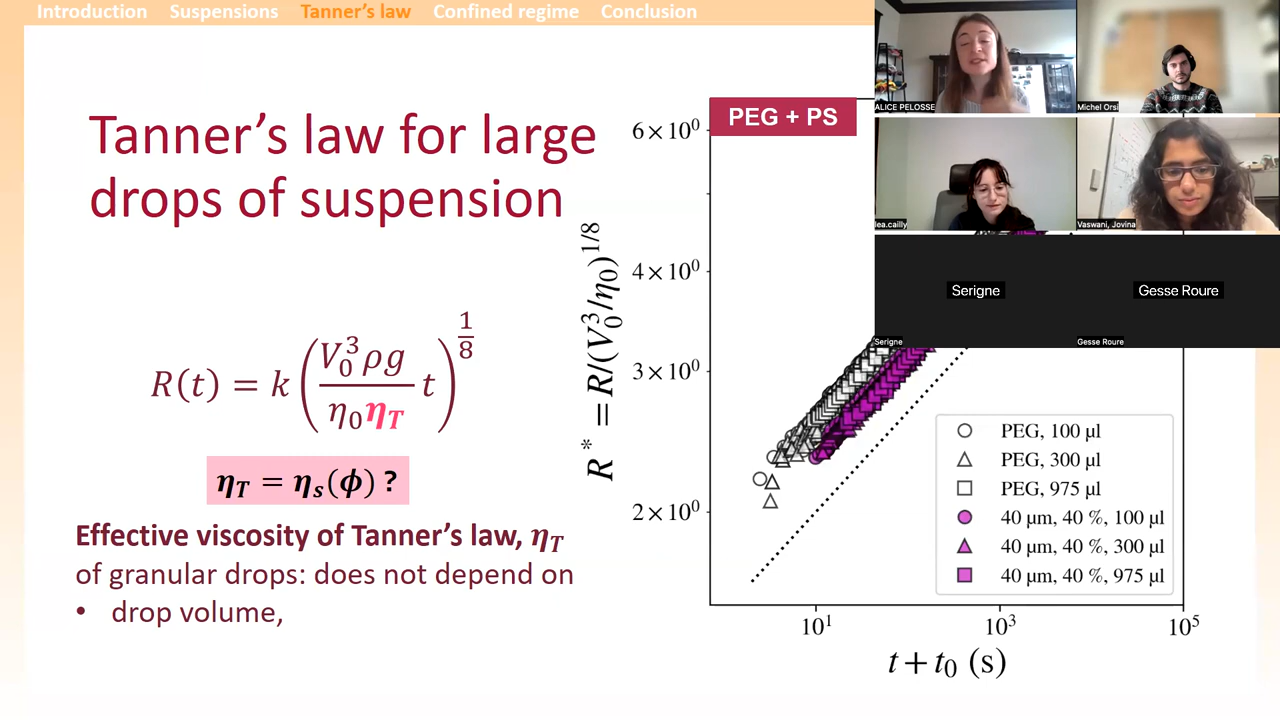 Introduction Suspensions Tanner's law Confined regime Conclusion
Tanner's law for large
drops of suspension
R(t) = k (V₀³ρg / η₀η_T t)^(1/8)
η_T = η_s(ϕ) ?
Effective viscosity of Tanner's law, η_T
of granular drops: does not depend on
• drop volume,
PEG + PS
6 × 10⁰
4 × 10⁰
3 × 10⁰
2 × 10⁰
R* = R/(V₀³/η₀)^1/8
10¹ 10³ 10⁵
t + t₀ (s)
PEG, 100 µl
PEG, 300 µl
PEG, 975 µl
40 µm, 40 %, 100 µl
40 µm, 40 %, 300 µl
40 µm, 40 %, 975 µl
ALICE PELOSSE
Michel Orsi
lea.cailly
Vaswani, Jovina
Serigne
Gesse Roure
Serigne
Gesse Roure